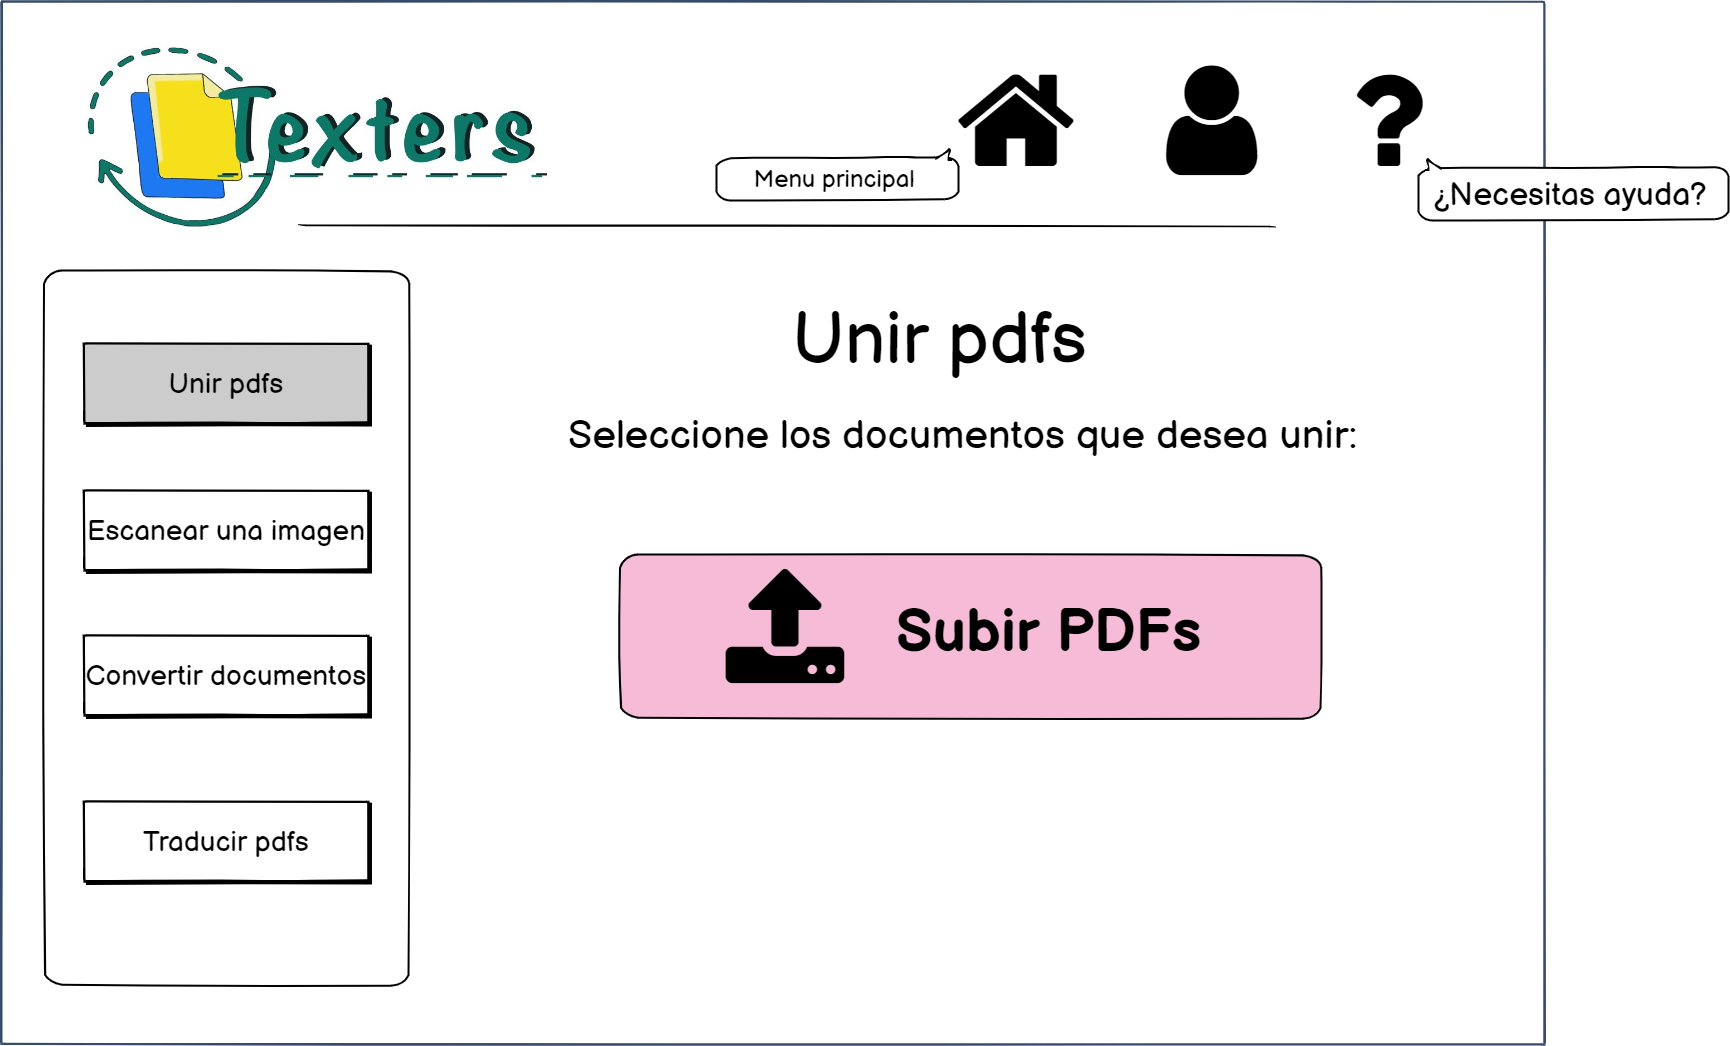 Texters
Menu principal
¿Necesitas ayuda?
Unir pdfs
Escanear una imagen
Convertir documentos
Traducir pdfs
Unir pdfs
Seleccione los documentos que desea unir:
Subir PDFs